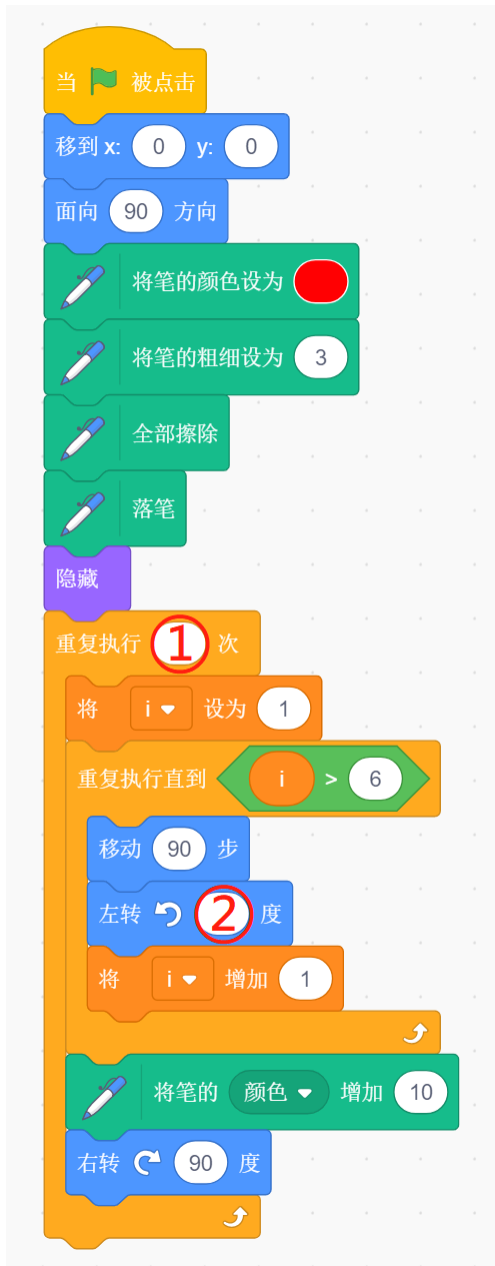 当 被点击
移到 x: 0 y: 0
面向 90 方向
将笔的颜色设为
将笔的粗细设为 3
全部擦除
落笔
隐藏
重复执行 ① 次
将 i 设为 1
重复执行直到 i > 6
移动 90 步
左转 ② 度
将 i 增加 1
将笔的 颜色 增加 10
右转 90 度